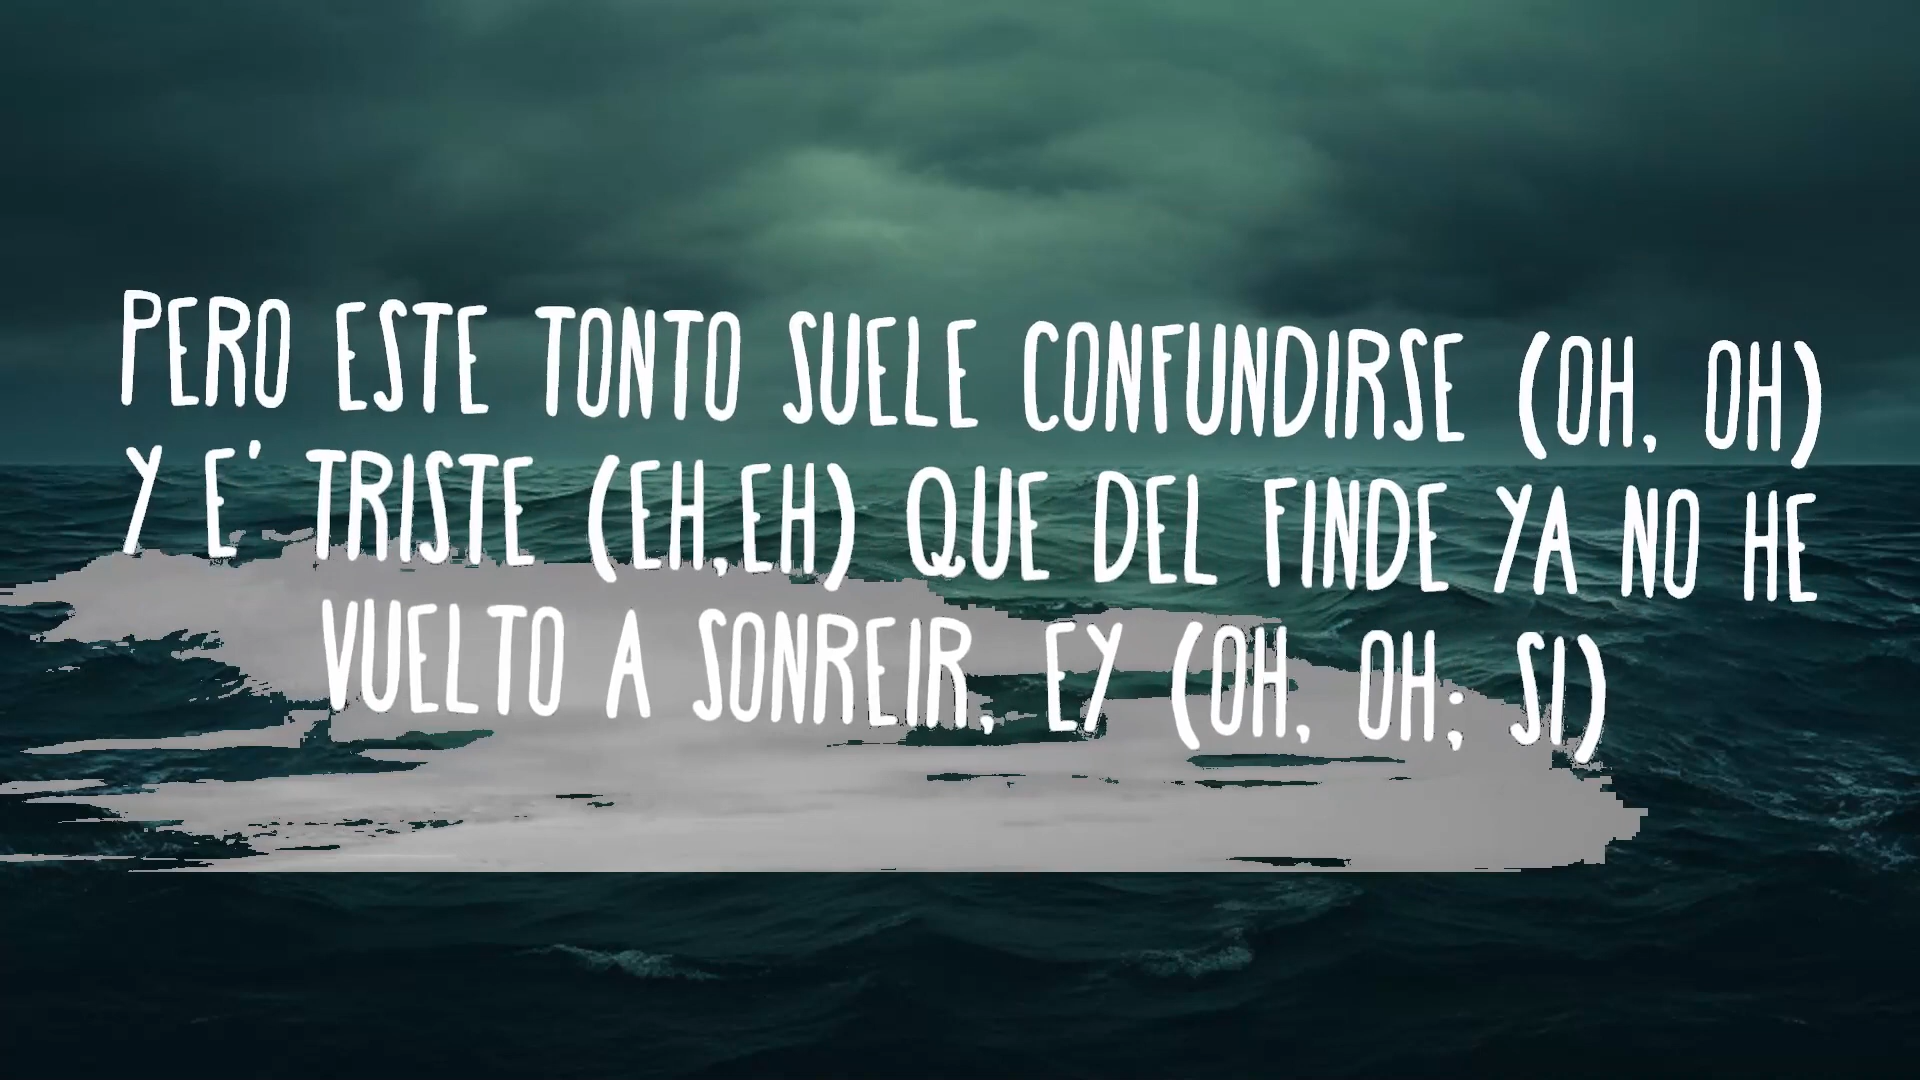 PERO ESTE TONTO SUELE CONFUNDIRSE (OH, OH)
Y E' TRISTE (EH,EH) QUE DEL FINDE YA NO HE
VUELTO A SONREIR, EY (OH, OH; SI)